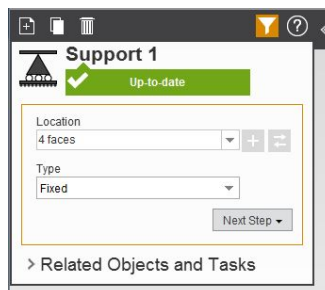 Support 1
Up-to-date
Location
4 faces
Type
Fixed
Next Step
> Related Objects and Tasks